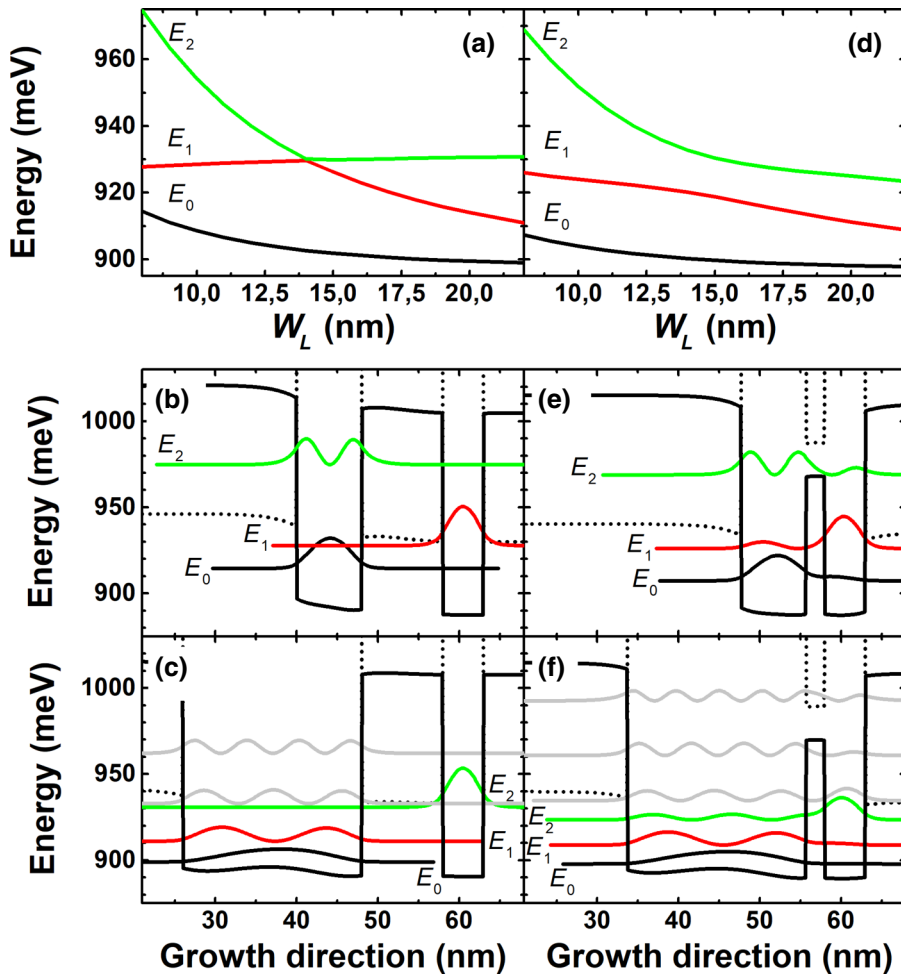 (a)
E2
E1
E0
Energy (meV)
960
940
920
900
10,0 12,5 15,0 17,5 20,0
WL (nm)
(d)
E2
E1
E0
10,0 12,5 15,0 17,5 20,0
WL (nm)
(b)
E2
E1
E0
Energy (meV)
1000
950
900
(e)
E2
E1
E0
(c)
E2
E1
E0
Energy (meV)
1000
950
900
30 40 50 60
Growth direction (nm)
(f)
E2
E1
E0
30 40 50 60
Growth direction (nm)